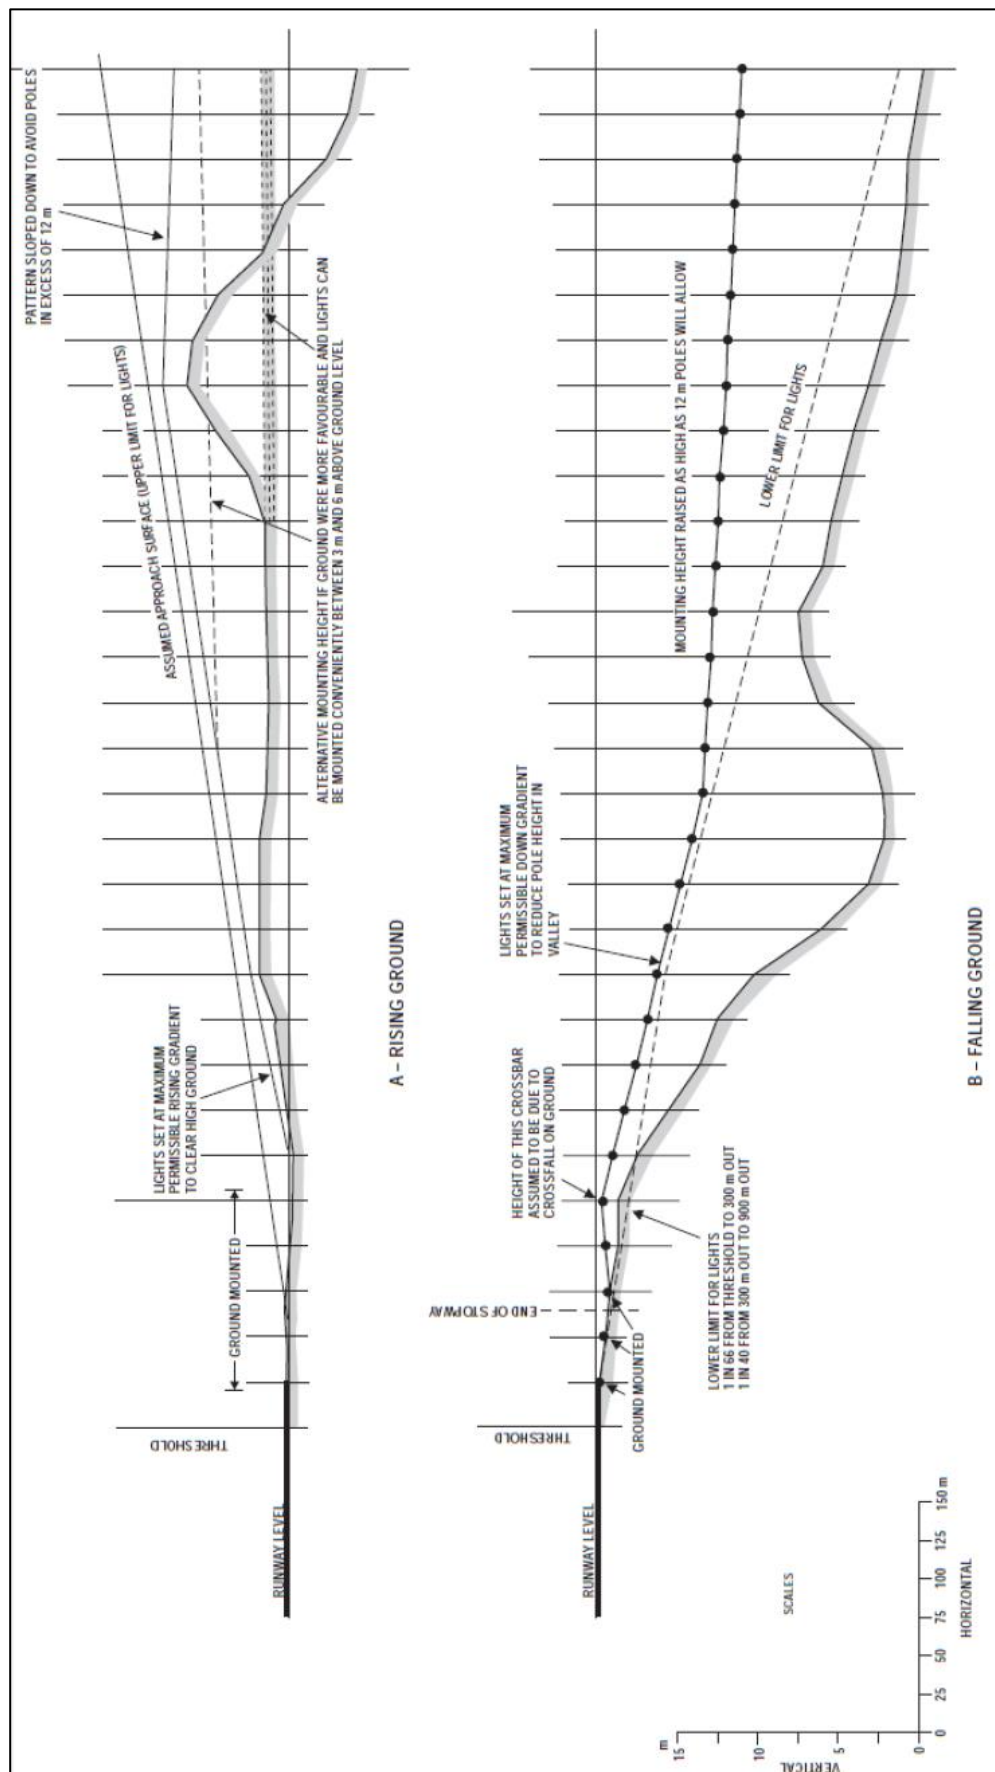 PATTERN SLOPED DOWN TO AVOID POLES
IN EXCESS OF 12 m
ASSUMED APPROACH SURFACE (UPPER LIMIT FOR LIGHTS)
ALTERNATIVE MOUNTING HEIGHT IF GROUND WERE MORE FAVOURABLE AND LIGHTS CAN
BE MOUNTED CONVENIENTLY BETWEEN 3 m AND 6 m ABOVE GROUND LEVEL
LIGHTS SET AT MAXIMUM
PERMISSIBLE RISING GRADIENT
TO CLEAR HIGH GROUND
GROUND MOUNTED
THRESHOLD
RUNWAY LEVEL
A – RISING GROUND
MOUNTING HEIGHT RAISED AS HIGH AS 12 m POLES WILL ALLOW
LOWER LIMIT FOR LIGHTS
LIGHTS SET AT MAXIMUM
PERMISSIBLE DOWN GRADIENT
TO REDUCE POLE HEIGHT IN
VALLEY
HEIGHT OF THIS CROSSBAR
ASSUMED TO BE DUE TO
CROSSFALL ON GROUND
END OF STOPWAY
GROUND MOUNTED
LOWER LIMIT FOR LIGHTS
1 IN 66 FROM THRESHOLD TO 300 m OUT
1 IN 40 FROM 300 m OUT TO 900 m OUT
THRESHOLD
RUNWAY LEVEL
B – FALLING GROUND
SCALES
m
15
10
5
0
VERTICAL
0 25 50 75 100 125 150 m
HORIZONTAL